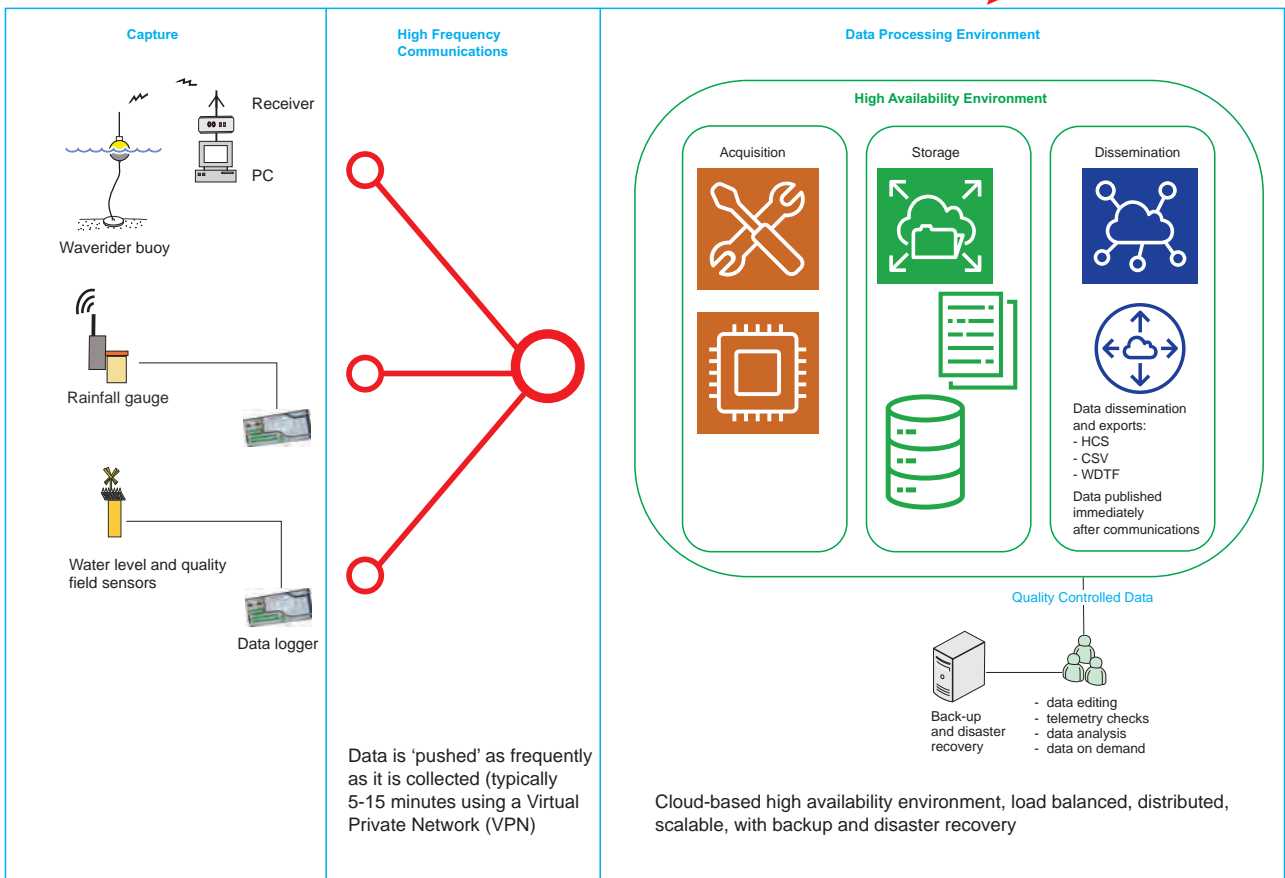 Capture
Receiver
PC
Waverider buoy
Rainfall gauge
Water level and quality
field sensors
Data logger
High Frequency
Communications
Data is ‘pushed’ as frequently
as it is collected (typically
5-15 minutes using a Virtual
Private Network (VPN)
Data Processing Environment
High Availability Environment
Acquisition
Storage
Dissemination
Data dissemination
and exports:
- HCS
- CSV
- WDTF
Data published
immediately
after communications
Quality Controlled Data
Back-up
and disaster
recovery
- data editing
- telemetry checks
- data analysis
- data on demand
Cloud-based high availability environment, load balanced, distributed,
scalable, with backup and disaster recovery